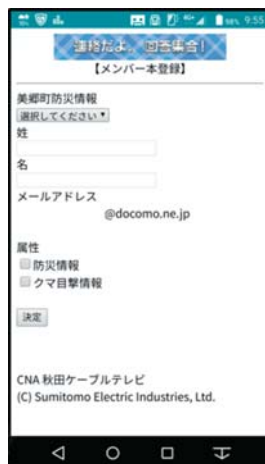 98% 9:55
連絡だよ、回答集合!
【メンバー本登録】
美郷町防災情報
選択してください
姓
名
メールアドレス
@docomo.ne.jp
属性
防災情報
クマ目撃情報
決定
CNA 秋田ケーブルテレビ
(C) Sumitomo Electric Industries, Ltd.